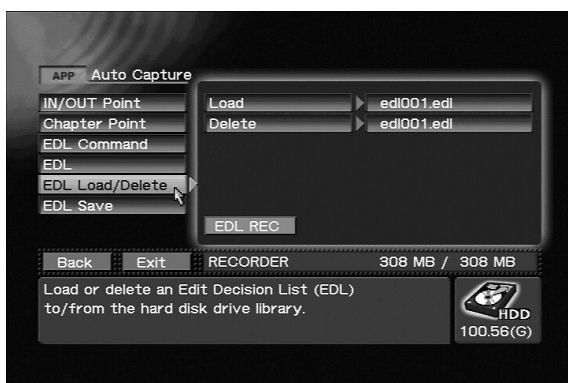 APP Auto Capture
IN/OUT Point
Chapter Point
EDL Command
EDL
EDL Load/Delete
EDL Save
Load edl001.edl
Delete edl001.edl
EDL REC
Back Exit RECORDER 308 MB / 308 MB
Load or delete an Edit Decision List (EDL)
to/from the hard disk drive library.
HDD
100.56(G)